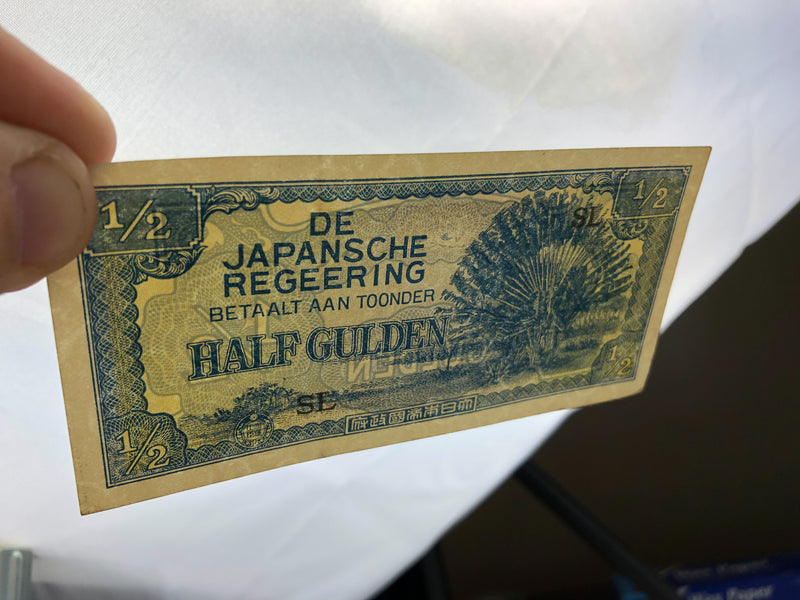 1/2
1/2
SL
DE
JAPANSCHE
REGEERING
BETAALT AAN TOONDER
HALF GULDEN
1/2
SL
大日本帝國政府
1/2